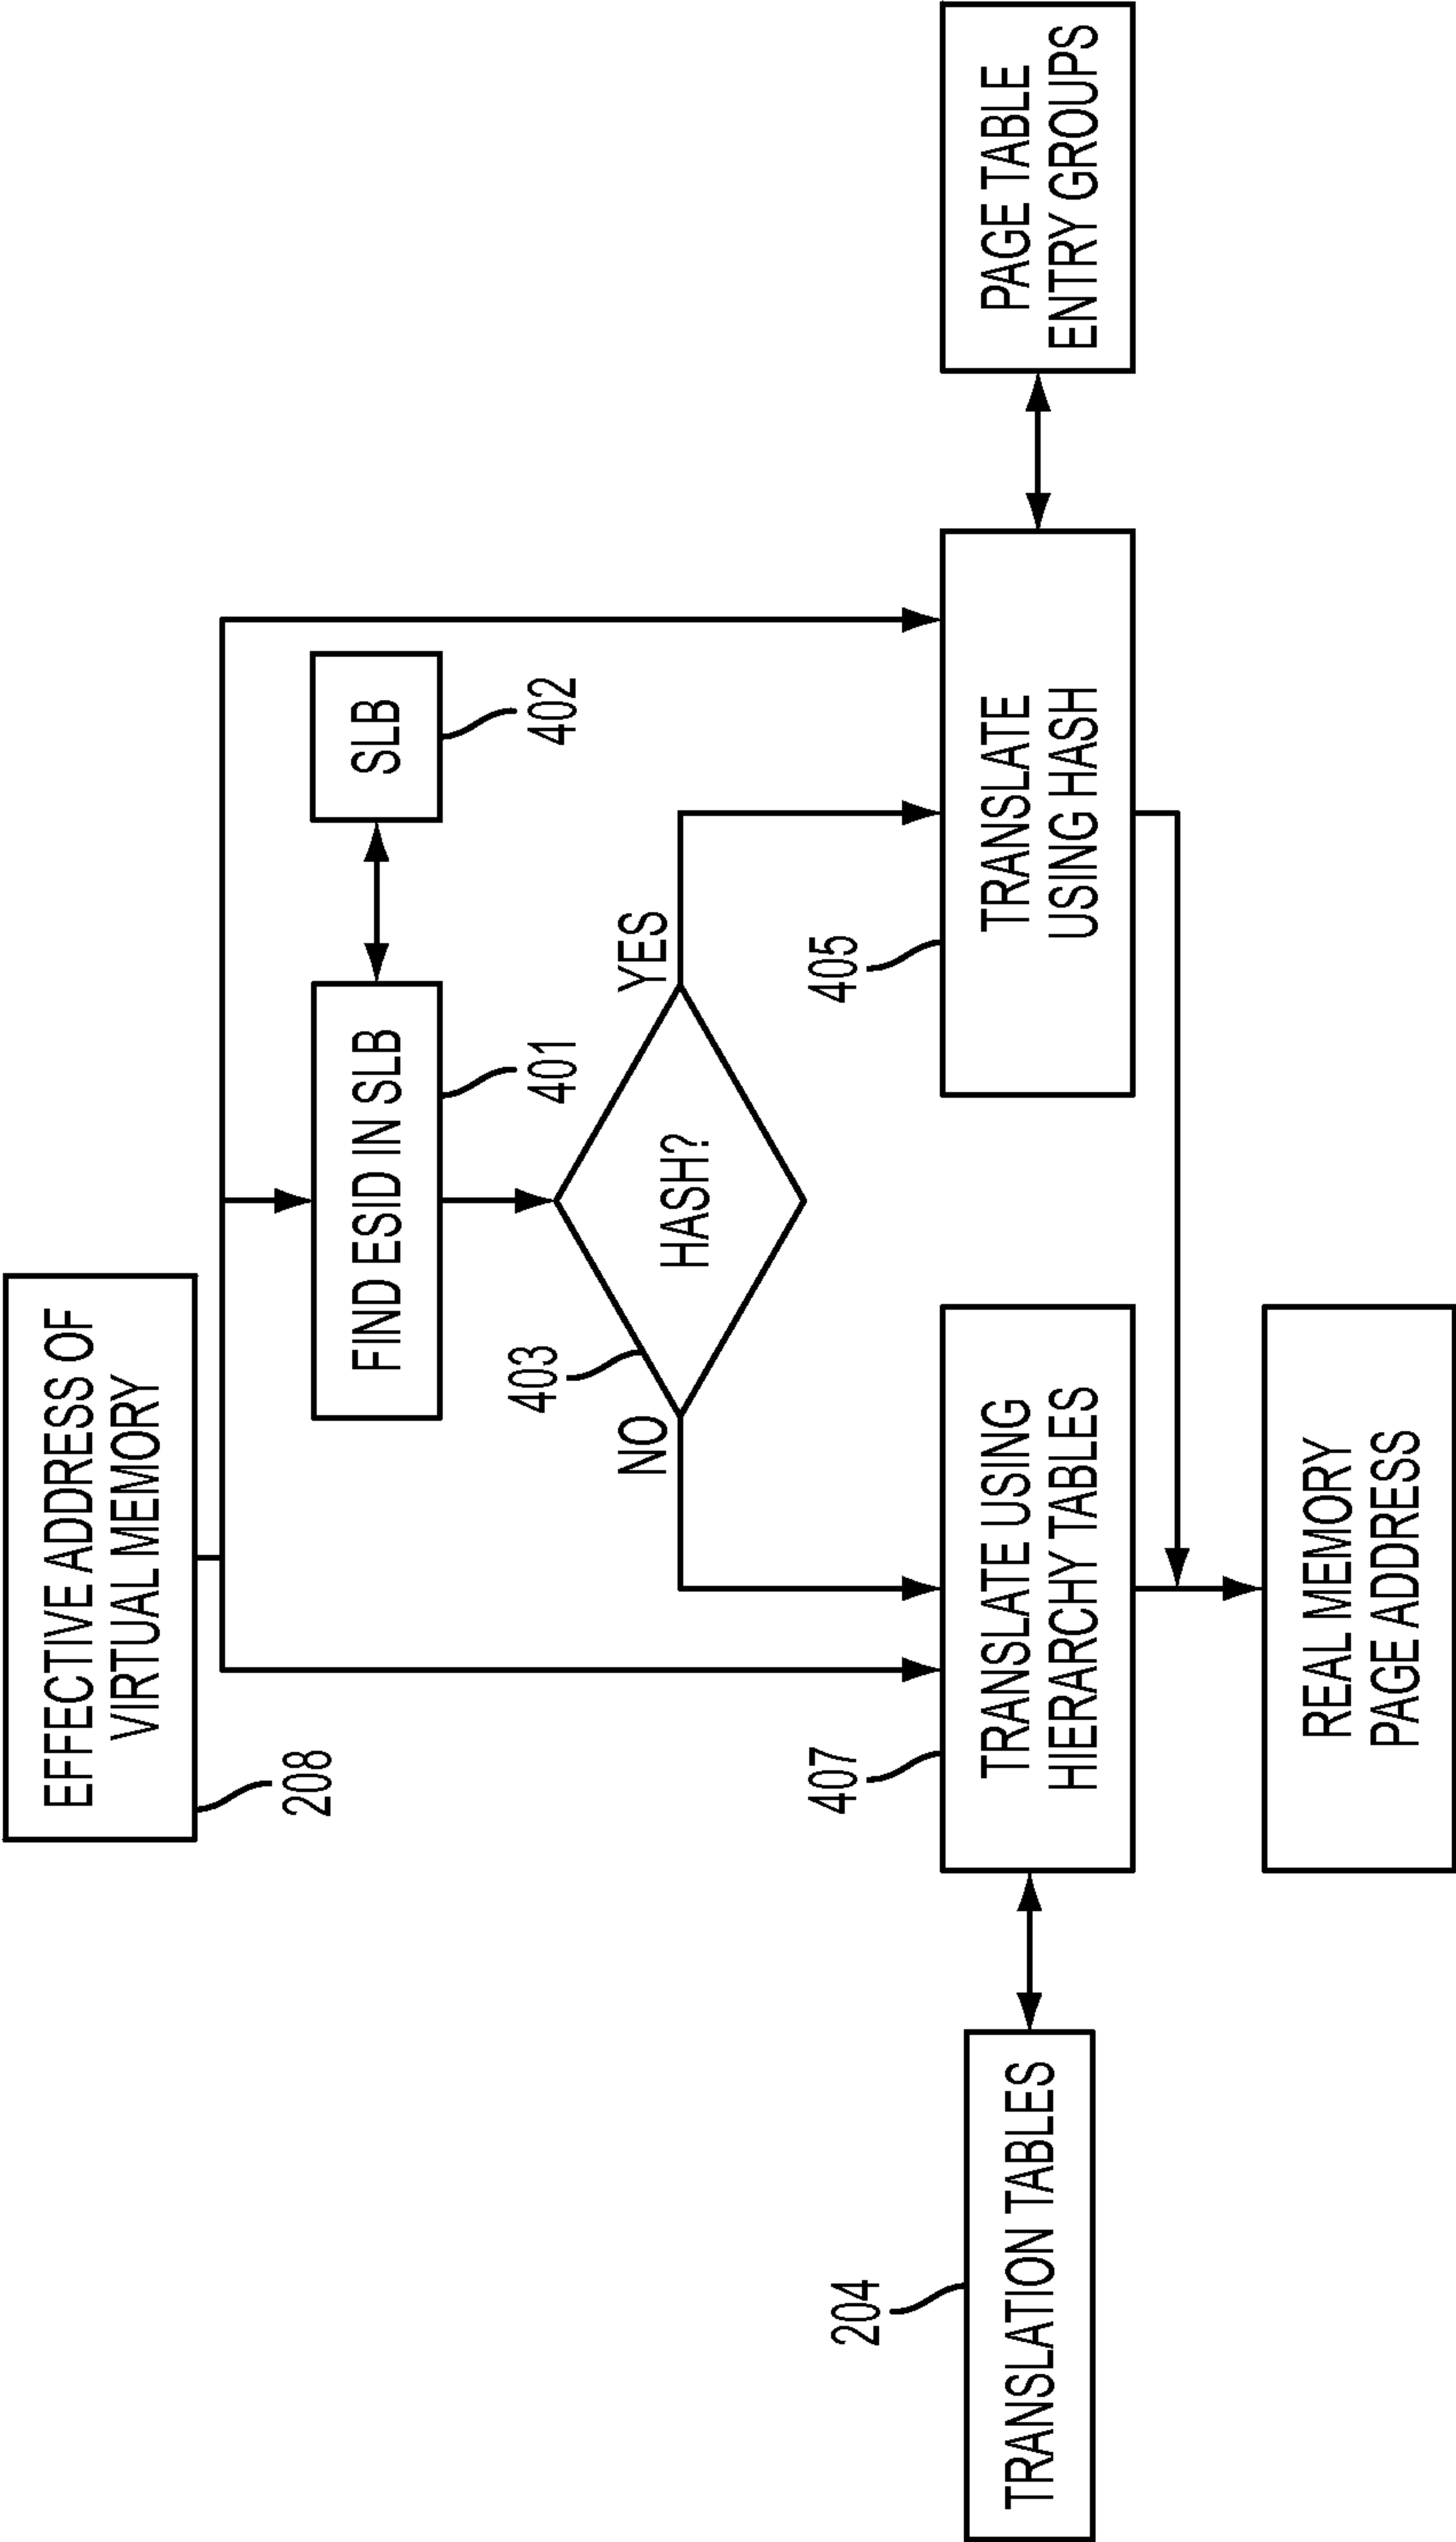 EFFECTIVE ADDRESS OF
VIRTUAL MEMORY
208
FIND ESID IN SLB
401
SLB
402
403
HASH?
NO
YES
407
405
204
TRANSLATION TABLES
TRANSLATE USING
HIERARCHY TABLES
TRANSLATE
USING HASH
PAGE TABLE
ENTRY GROUPS
REAL MEMORY
PAGE ADDRESS